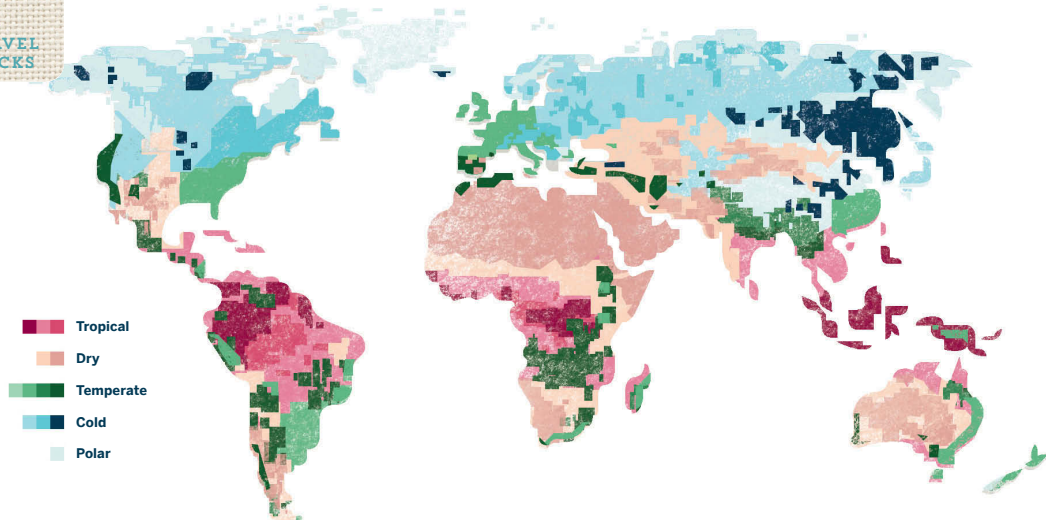 VEL
CKS
Tropical
Dry
Temperate
Cold
Polar